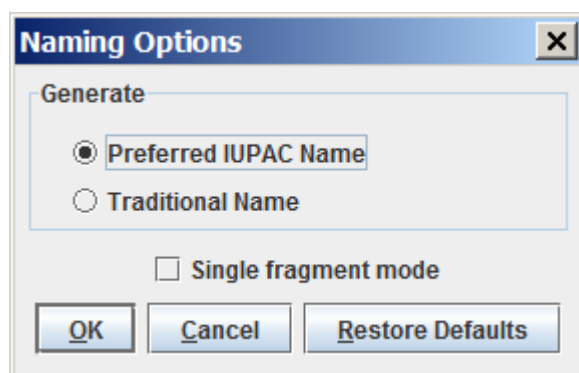 Naming Options
Generate
Preferred IUPAC Name
Traditional Name
Single fragment mode
OK Cancel Restore Defaults